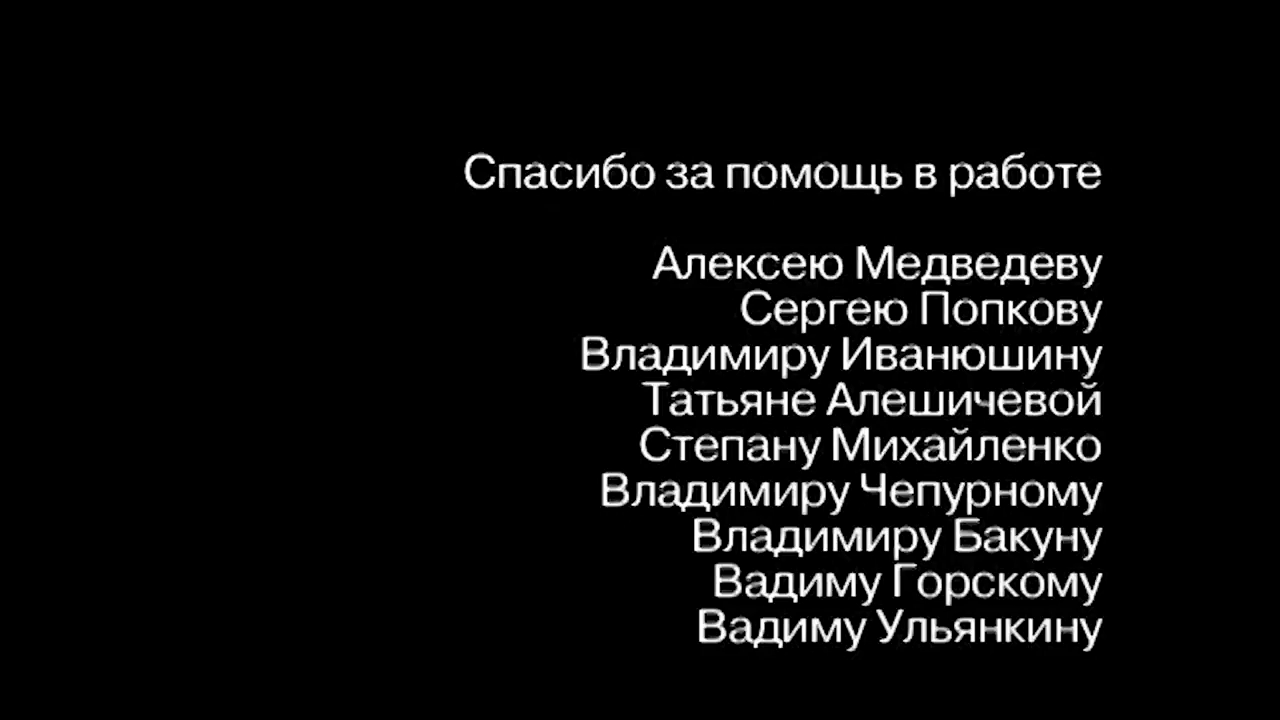 Спасибо за помощь в работе
Алексею Медведеву
Сергею Попкову
Владимиру Иванюшину
Татьяне Алешичевой
Степану Михайленко
Владимиру Чепурному
Владимиру Бакуну
Вадиму Горскому
Вадиму Ульянкину